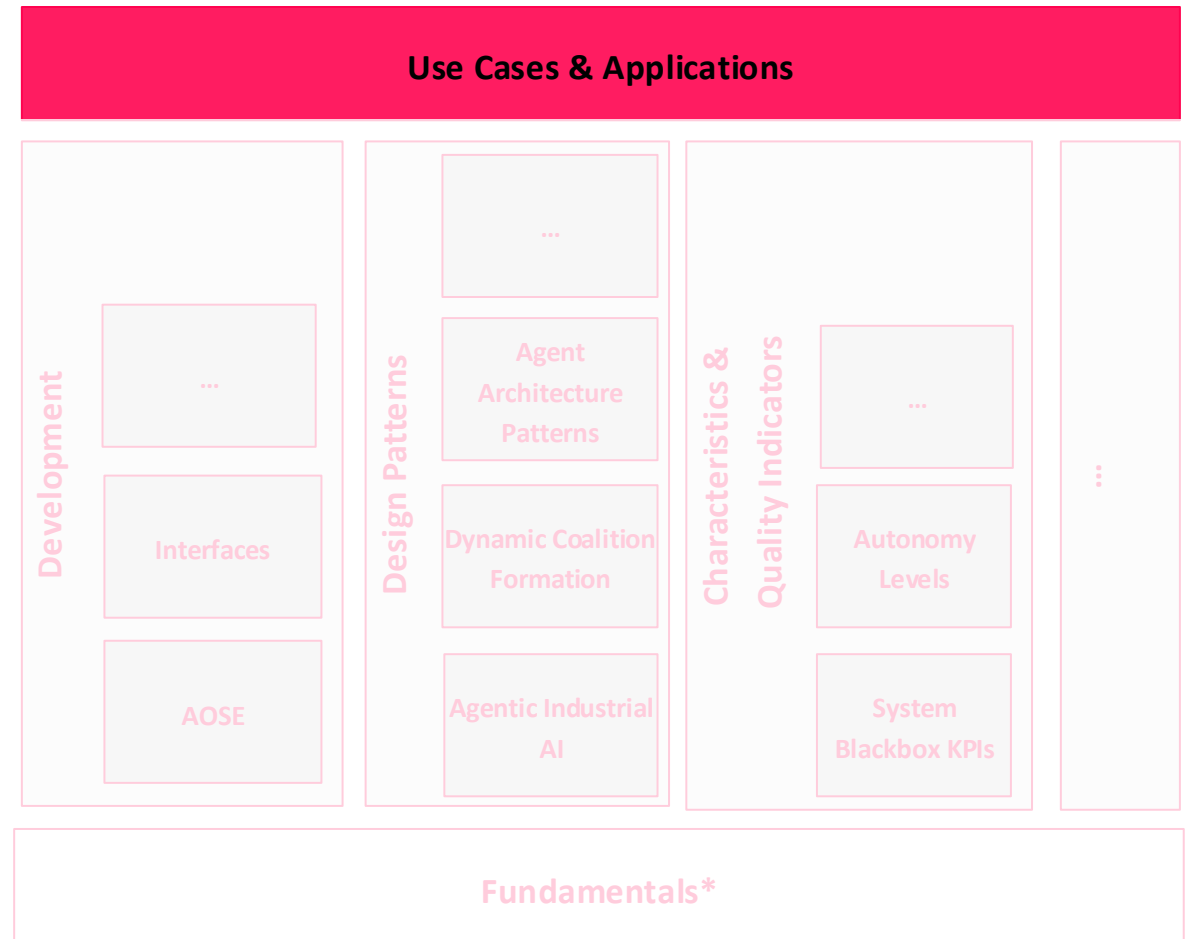 Use Cases & Applications
Development
...
Interfaces
AOSE
Design Patterns
...
Agent
Architecture
Patterns
Dynamic Coalition
Formation
Agentic Industrial
AI
Characteristics &
Quality Indicators
...
Autonomy
Levels
System
Blackbox KPIs
...
Fundamentals*